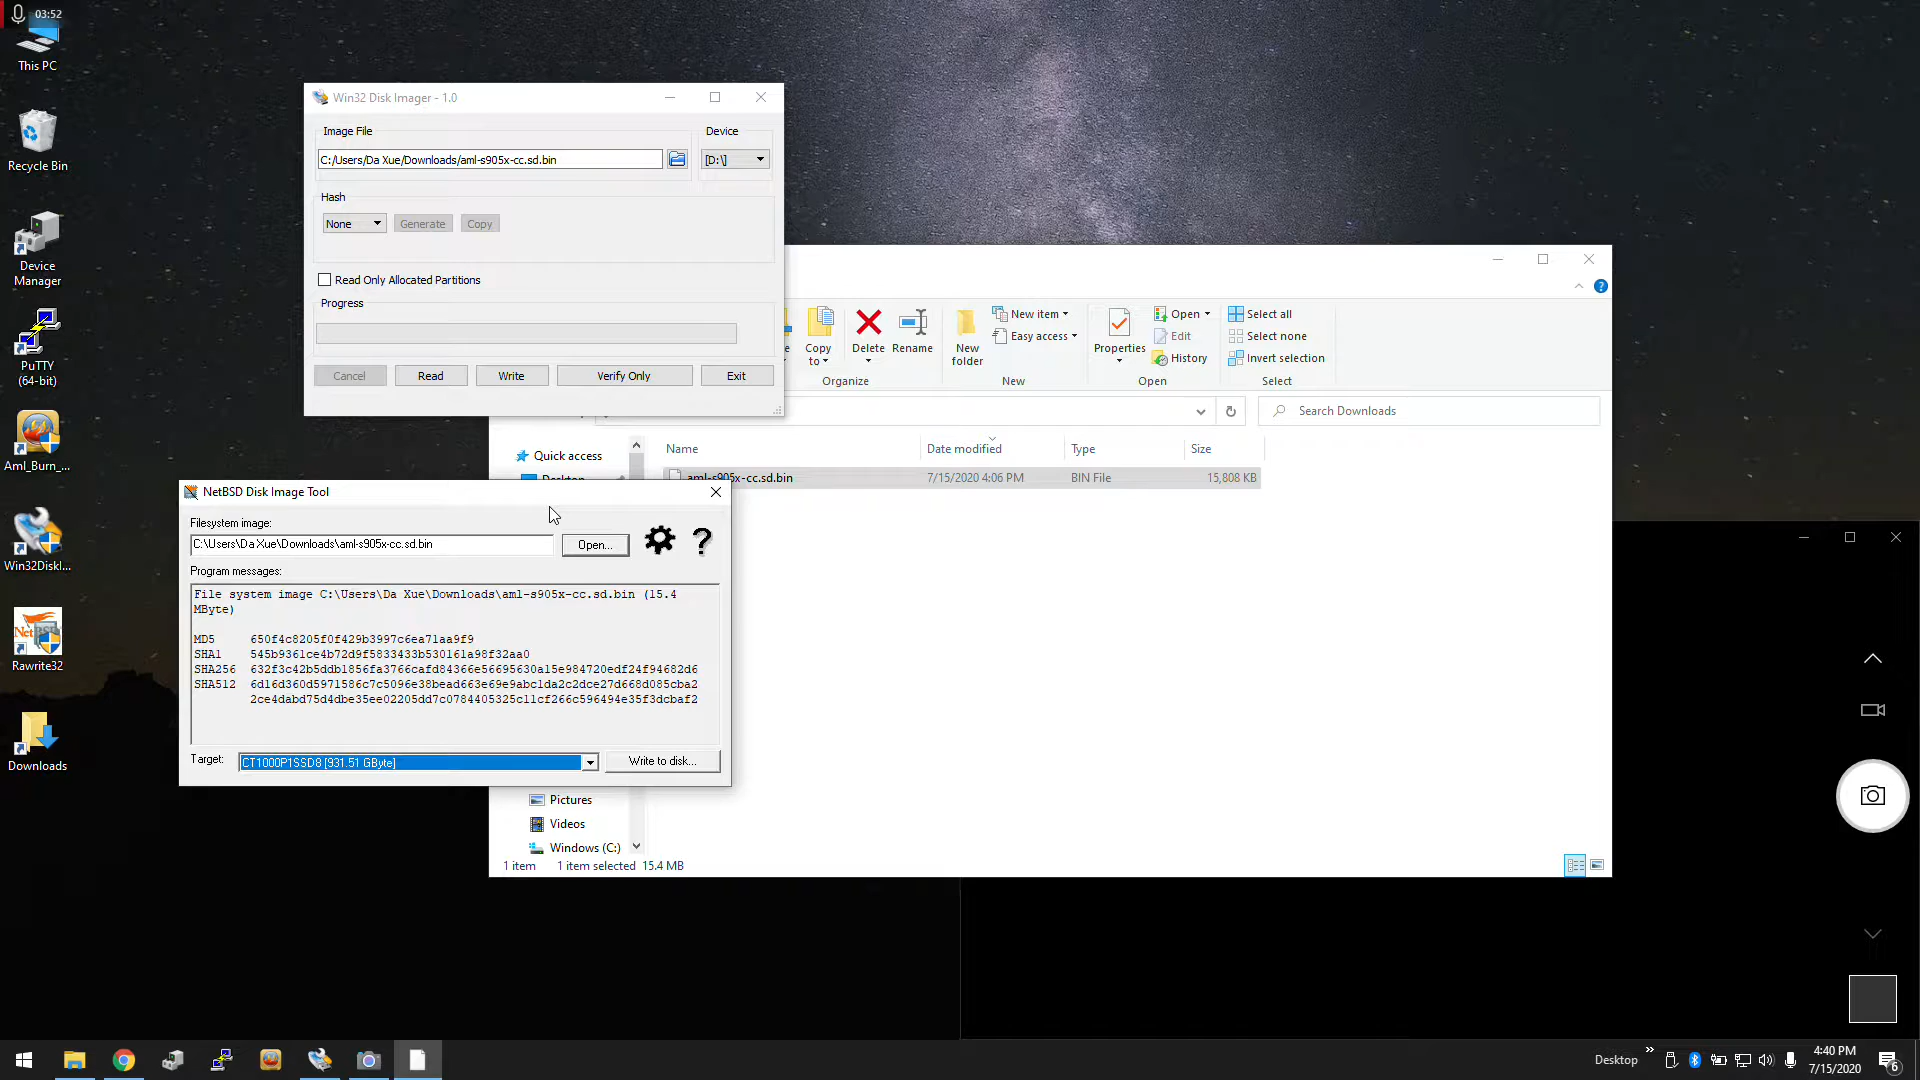 03:52
This PC
Recycle Bin
Device
Manager
PuTTY
(64-bit)
Aml_Burn_...
Win32DiskI...
Rawrite32
Downloads
Win32 Disk Imager - 1.0
Image File
Device
C:/Users/Da Xue/Downloads/aml-s905x-cc.sd.bin
[D:\]
Hash
None
Generate
Copy
Read Only Allocated Partitions
Progress
Cancel
Read
Write
Verify Only
Exit
Copy
to
Delete
Rename
New
folder
New item
Easy access
Properties
Open
Edit
History
Select all
Select none
Invert selection
Organize
New
Open
Select
Search Downloads
Quick access
Desktop
Name
Date modified
Type
Size
aml-s905x-cc.sd.bin
7/15/2020 4:06 PM
BIN File
15,808 KB
Pictures
Videos
Windows (C:)
1 item
1 item selected 15.4 MB
NetBSD Disk Image Tool
Filesystem image:
C:\Users\Da Xue\Downloads\aml-s905x-cc.sd.bin
Open...
?
Program messages:
File system image C:\Users\Da Xue\Downloads\aml-s905x-cc.sd.bin (15.4
MByte)
MD5 650f4c8205f0f429b3997c6ea71aa9f9
SHA1 545b9361ce4b72d9f5833433b530161a98f32aa0
SHA256 632f3c42b5ddb1856fa3766cafd84366e56695630a15e984720edf24f94682d6
SHA512 6d16d360d5971586c7c5096e38bead663e69e9abc1da2c2dce27d668d085cba2
2ce4dabd75d4dbe35ee02205dd7c0784405325c11cf266c596494e35f3dcbaf2
Target:
CT1000P1SSD8 [931.51 GByte]
Write to disk...
Desktop
4:40 PM
7/15/2020
6